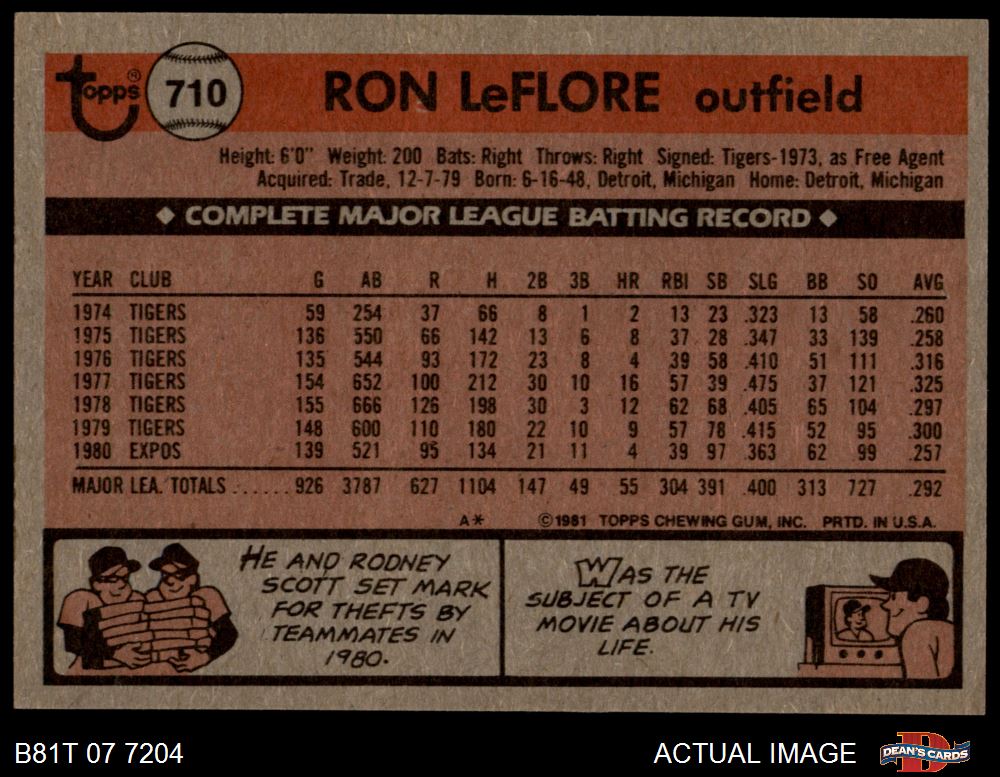 topps®
710
RON LeFLORE outfield
Height: 6'0" Weight: 200 Bats: Right Throws: Right Signed: Tigers-1973, as Free Agent
Acquired: Trade, 12-7-79 Born: 6-16-48, Detroit, Michigan Home: Detroit, Michigan
◆ COMPLETE MAJOR LEAGUE BATTING RECORD ◆
YEAR CLUB G AB R H 2B 3B HR RBI SB SLG BB SO AVG
1974 TIGERS 59 254 37 66 8 1 2 13 23 .323 13 58 .260
1975 TIGERS 136 550 66 142 13 6 8 37 28 .347 33 139 .258
1976 TIGERS 135 544 93 172 23 8 4 39 58 .410 51 111 .316
1977 TIGERS 154 652 100 212 30 10 16 57 39 .475 37 121 .325
1978 TIGERS 155 666 126 198 30 3 12 62 68 .405 65 104 .297
1979 TIGERS 148 600 110 180 22 10 9 57 78 .415 52 95 .300
1980 EXPOS 139 521 95 134 21 11 4 39 97 .363 62 99 .257
MAJOR LEA. TOTALS ...... 926 3787 627 1104 147 49 55 304 391 .400 313 727 .292
A* ©1981 TOPPS CHEWING GUM, INC. PRTD. IN U.S.A.
HE AND RODNEY
SCOTT SET MARK
FOR THEFTS BY
TEAMMATES IN
1980.
WAS THE
SUBJECT OF A TV
MOVIE ABOUT HIS
LIFE.
B81T 07 7204
ACTUAL IMAGE
DEAN'S CARDS